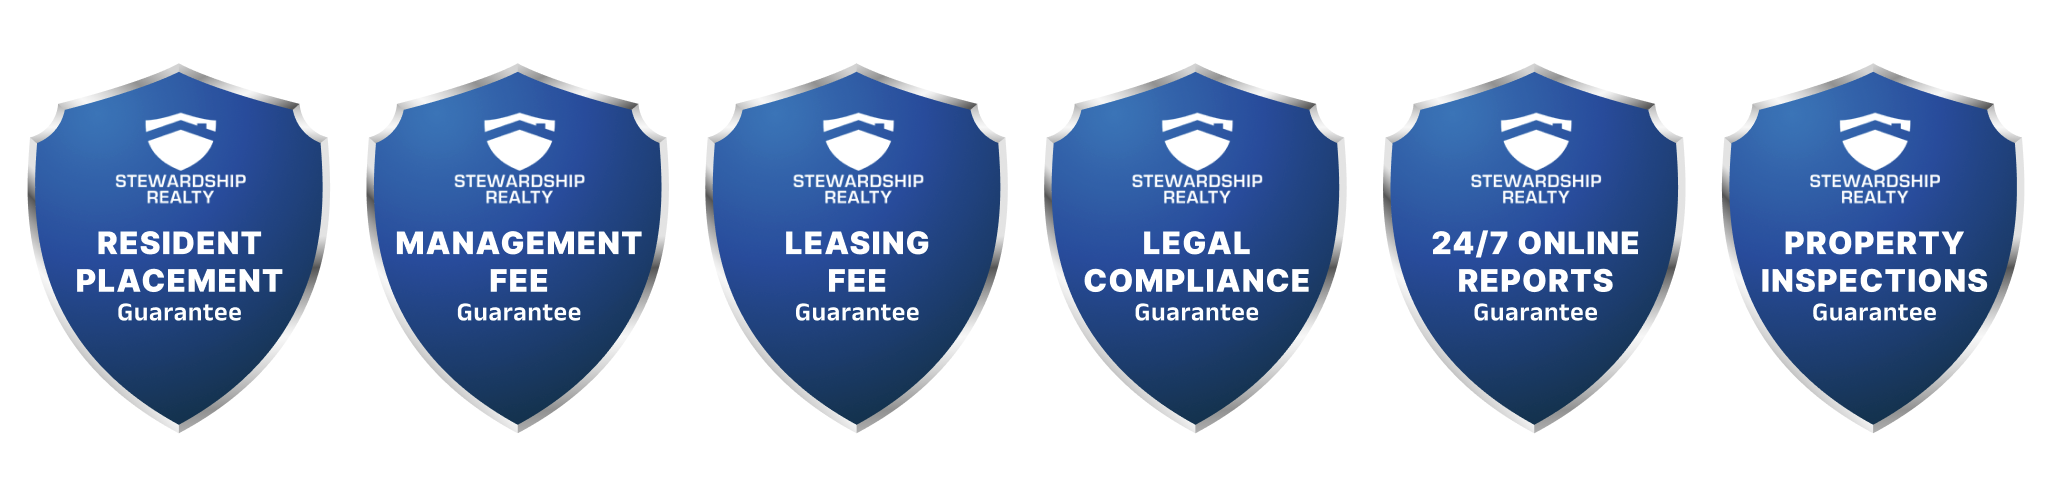 STEWARDSHIP
REALTY
RESIDENT
PLACEMENT
Guarantee
STEWARDSHIP
REALTY
MANAGEMENT
FEE
Guarantee
STEWARDSHIP
REALTY
LEASING
FEE
Guarantee
STEWARDSHIP
REALTY
LEGAL
COMPLIANCE
Guarantee
STEWARDSHIP
REALTY
24/7 ONLINE
REPORTS
Guarantee
STEWARDSHIP
REALTY
PROPERTY
INSPECTIONS
Guarantee